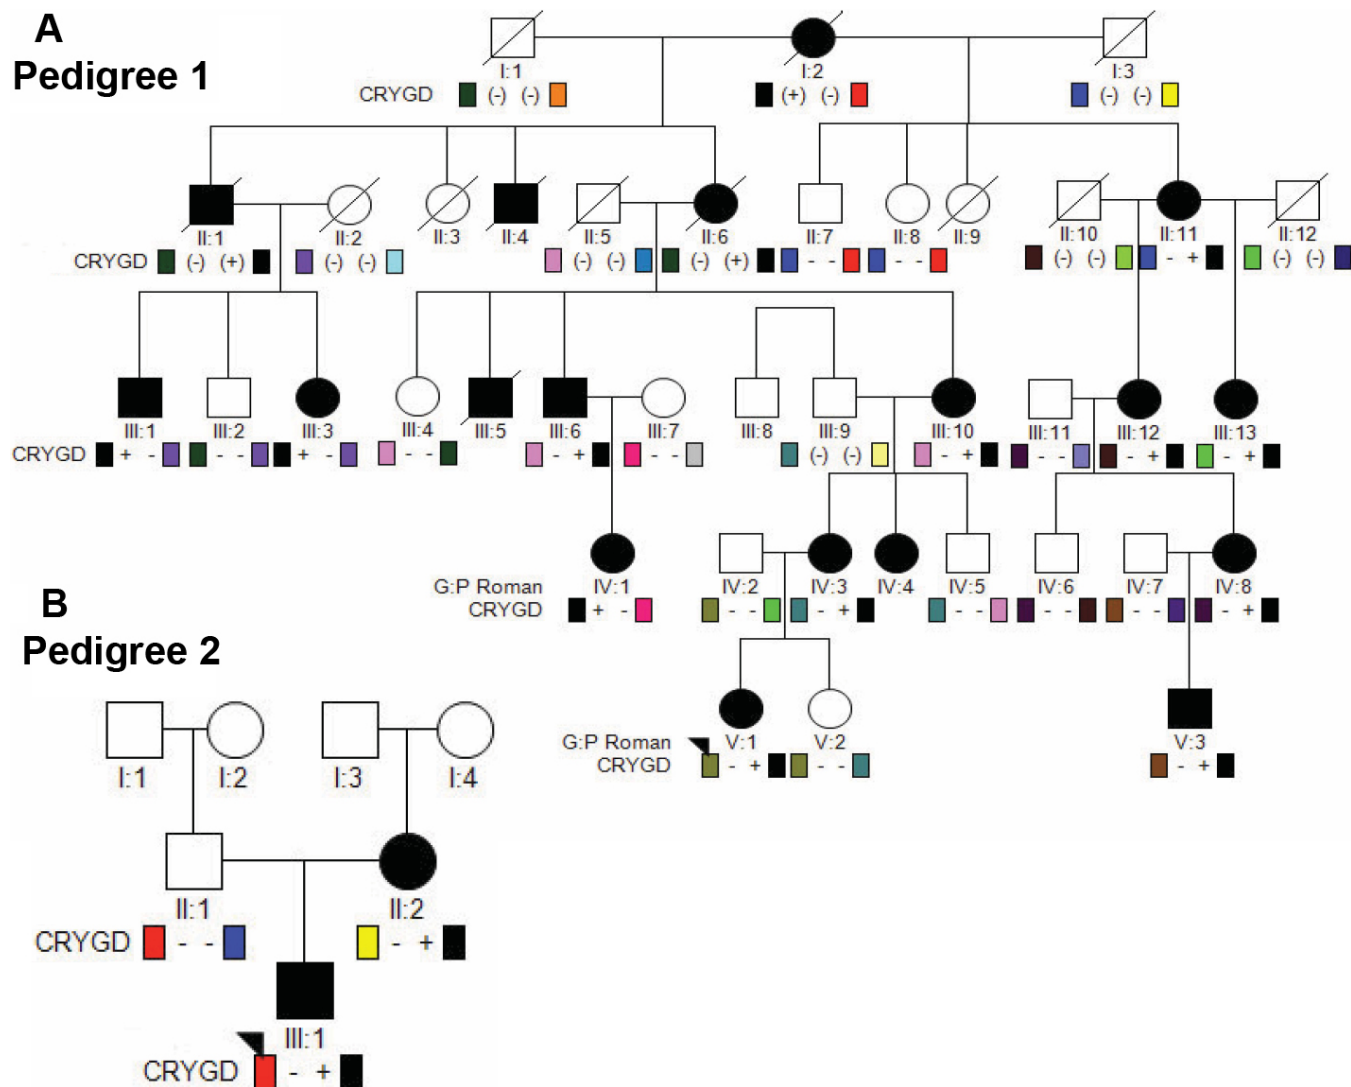 A
Pedigree 1
I:1 I:2 I:3
CRYGD (-) (-) (+) (-) (-) (-)
II:1 II:2 II:3 II:4 II:5 II:6 II:7 II:8 II:9 II:10 II:11 II:12
CRYGD (-) (+) (-) (-) (-) (-) (-) (+) - - - - (-) (-) - + (-) (-)
III:1 III:2 III:3 III:4 III:5 III:6 III:7 III:8 III:9 III:10 III:11 III:12 III:13
CRYGD + - - - + - - - - + - - (-) (-) - + - - - + - +
G:P Roman IV:1 IV:2 IV:3 IV:4 IV:5 IV:6 IV:7 IV:8
CRYGD + - - - - + - - - - - - - +
G:P Roman V:1 V:2 V:3
CRYGD - + - - - +
B
Pedigree 2
I:1 I:2 I:3 I:4
II:1 II:2
CRYGD - - - +
III:1
CRYGD - +